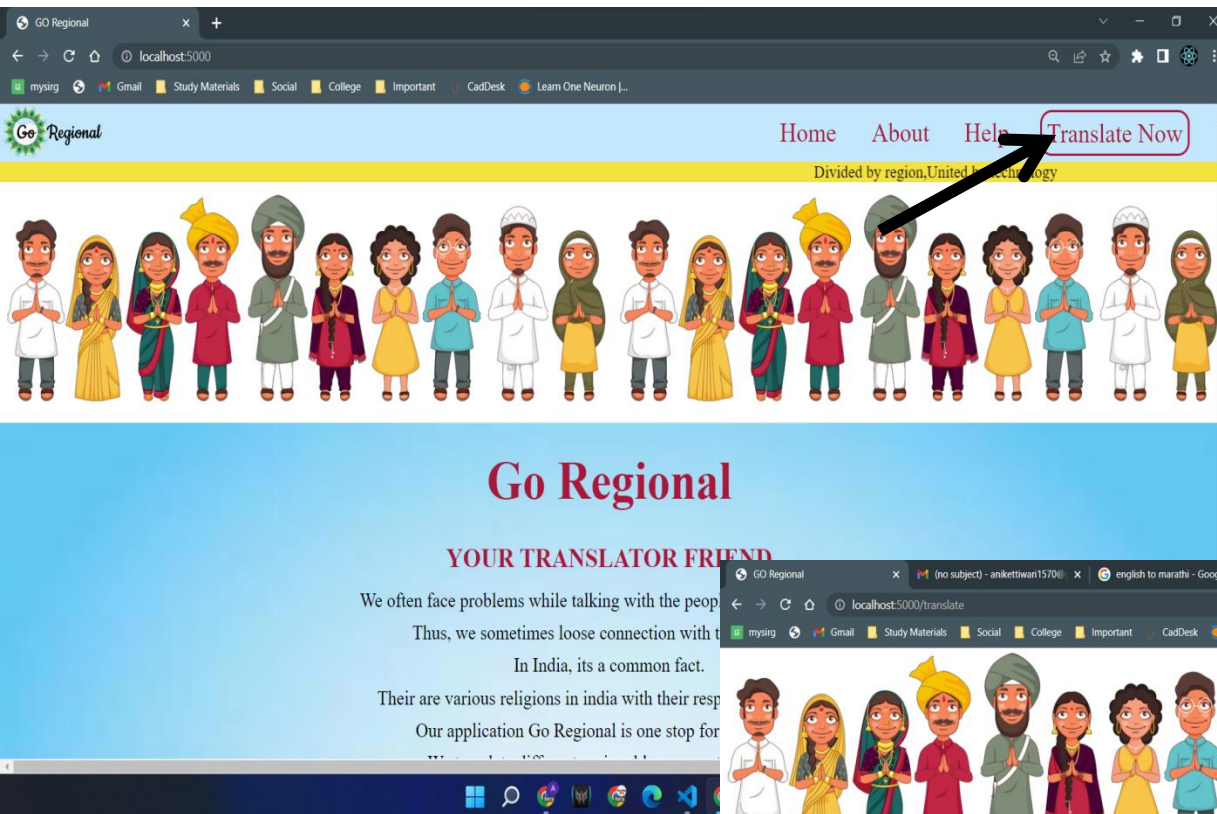 GO Regional
localhost:5000
mysirg Gmail Study Materials Social College Important CadDesk Learn One Neuron |...
Go Regional
Home About Help Translate Now
Divided by region,United by technology
Go Regional
YOUR TRANSLATOR FRIEND
We often face problems while talking with the peop
Thus, we sometimes loose connection with t
In India, its a common fact.
Their are various religions in india with their resp
Our application Go Regional is one stop for
GO Regional (no subject) - anikettiwari1570@ english to marathi - Goog
localhost:5000/translate
mysirg Gmail Study Materials Social College Important CadDesk